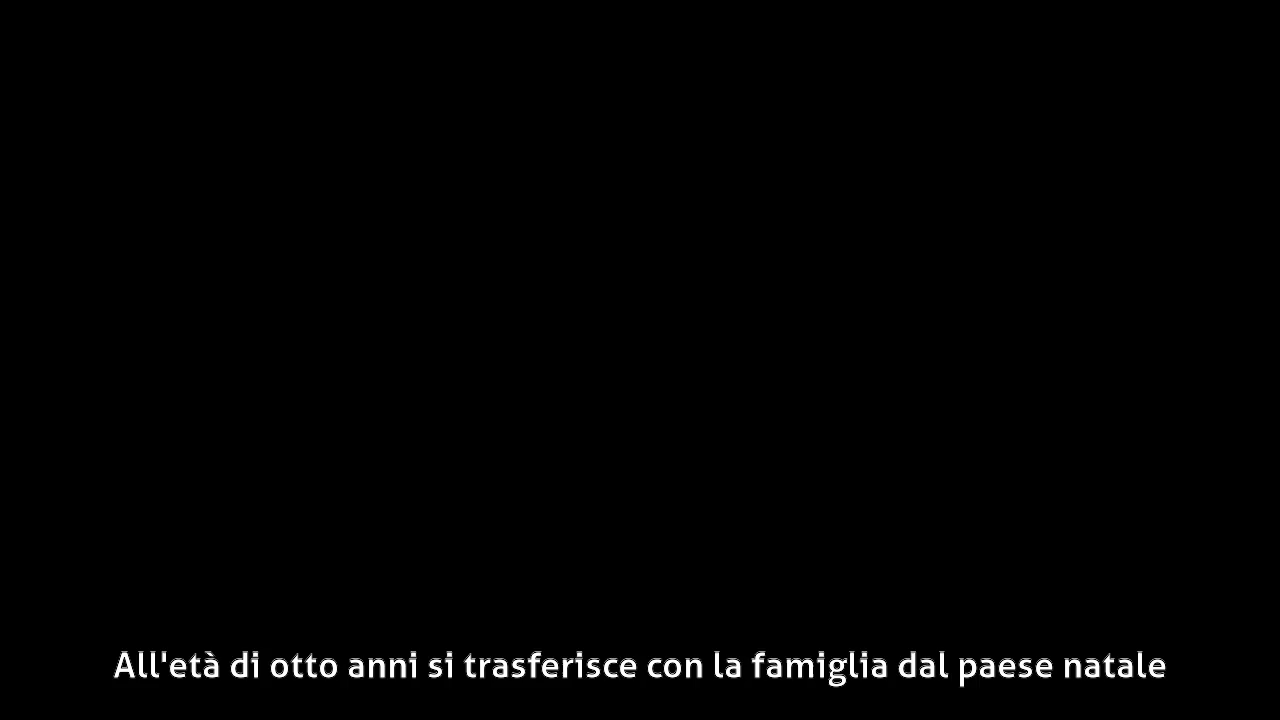 All'età di otto anni si trasferisce con la famiglia dal paese natale